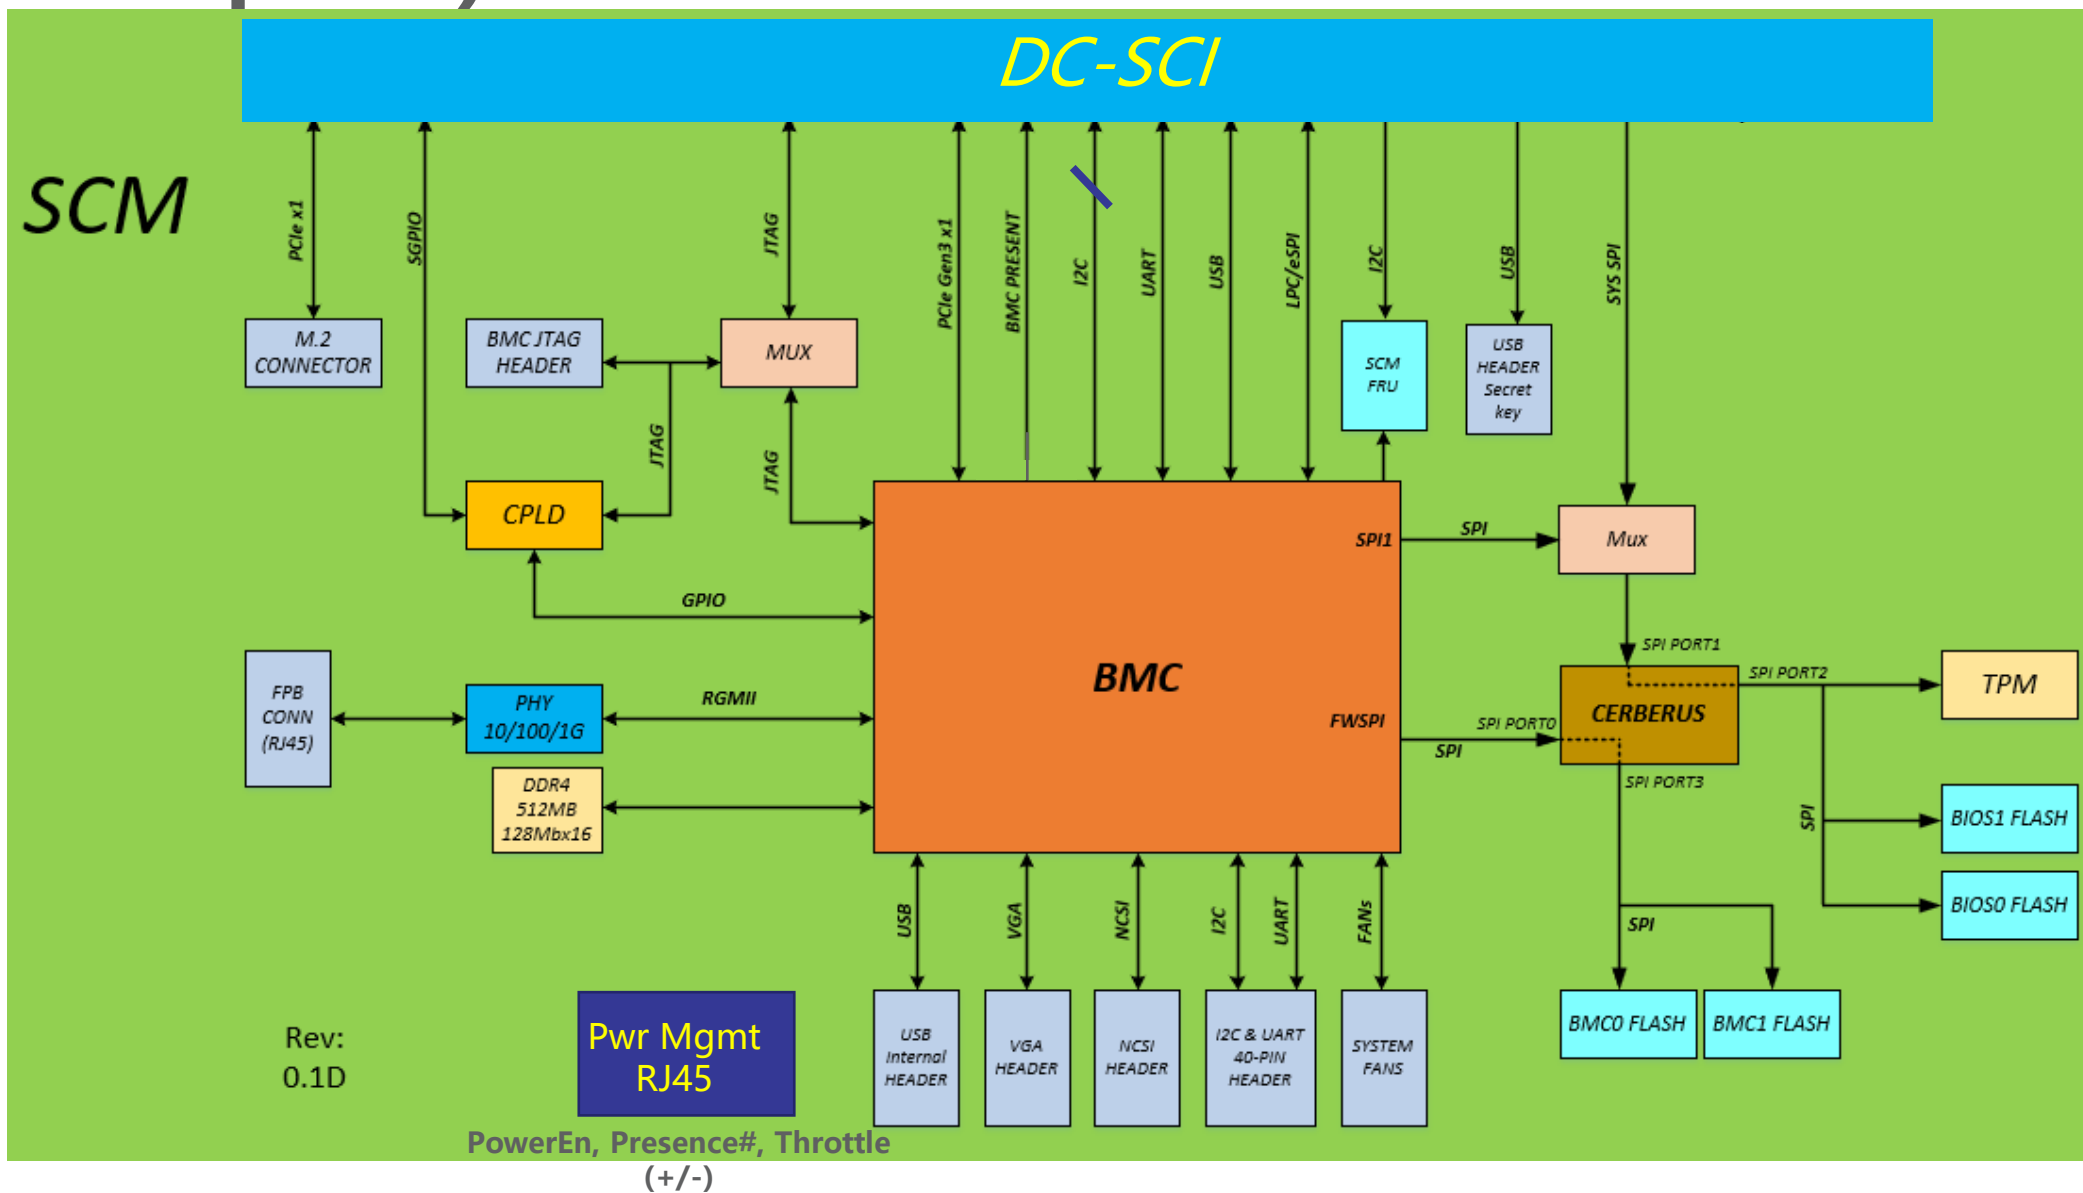 DC-SCI
SCM
PCIe x1
SGPIO
JTAG
PCIe Gen3 x1
BMC PRESENT
I2C
UART
USB
LPC/eSPI
I2C
USB
SYS SPI
M.2
CONNECTOR
BMC JTAG
HEADER
MUX
SCM
FRU
USB
HEADER
Secret
key
JTAG
JTAG
CPLD
SPI1
SPI
Mux
GPIO
SPI PORT1
FPB
CONN
(RJ45)
PHY
10/100/1G
RGMII
BMC
FWSPI
SPI PORT0
SPI
CERBERUS
SPI PORT2
TPM
SPI PORT3
DDR4
512MB
128Mbx16
SPI
BIOS1 FLASH
BIOS0 FLASH
USB
VGA
NCSI
I2C
UART
FANs
SPI
Rev:
0.1D
Pwr Mgmt
RJ45
USB
Internal
HEADER
VGA
HEADER
NCSI
HEADER
I2C & UART
40-PIN
HEADER
SYSTEM
FANS
BMC0 FLASH
BMC1 FLASH
PowerEn, Presence#, Throttle
(+/-)